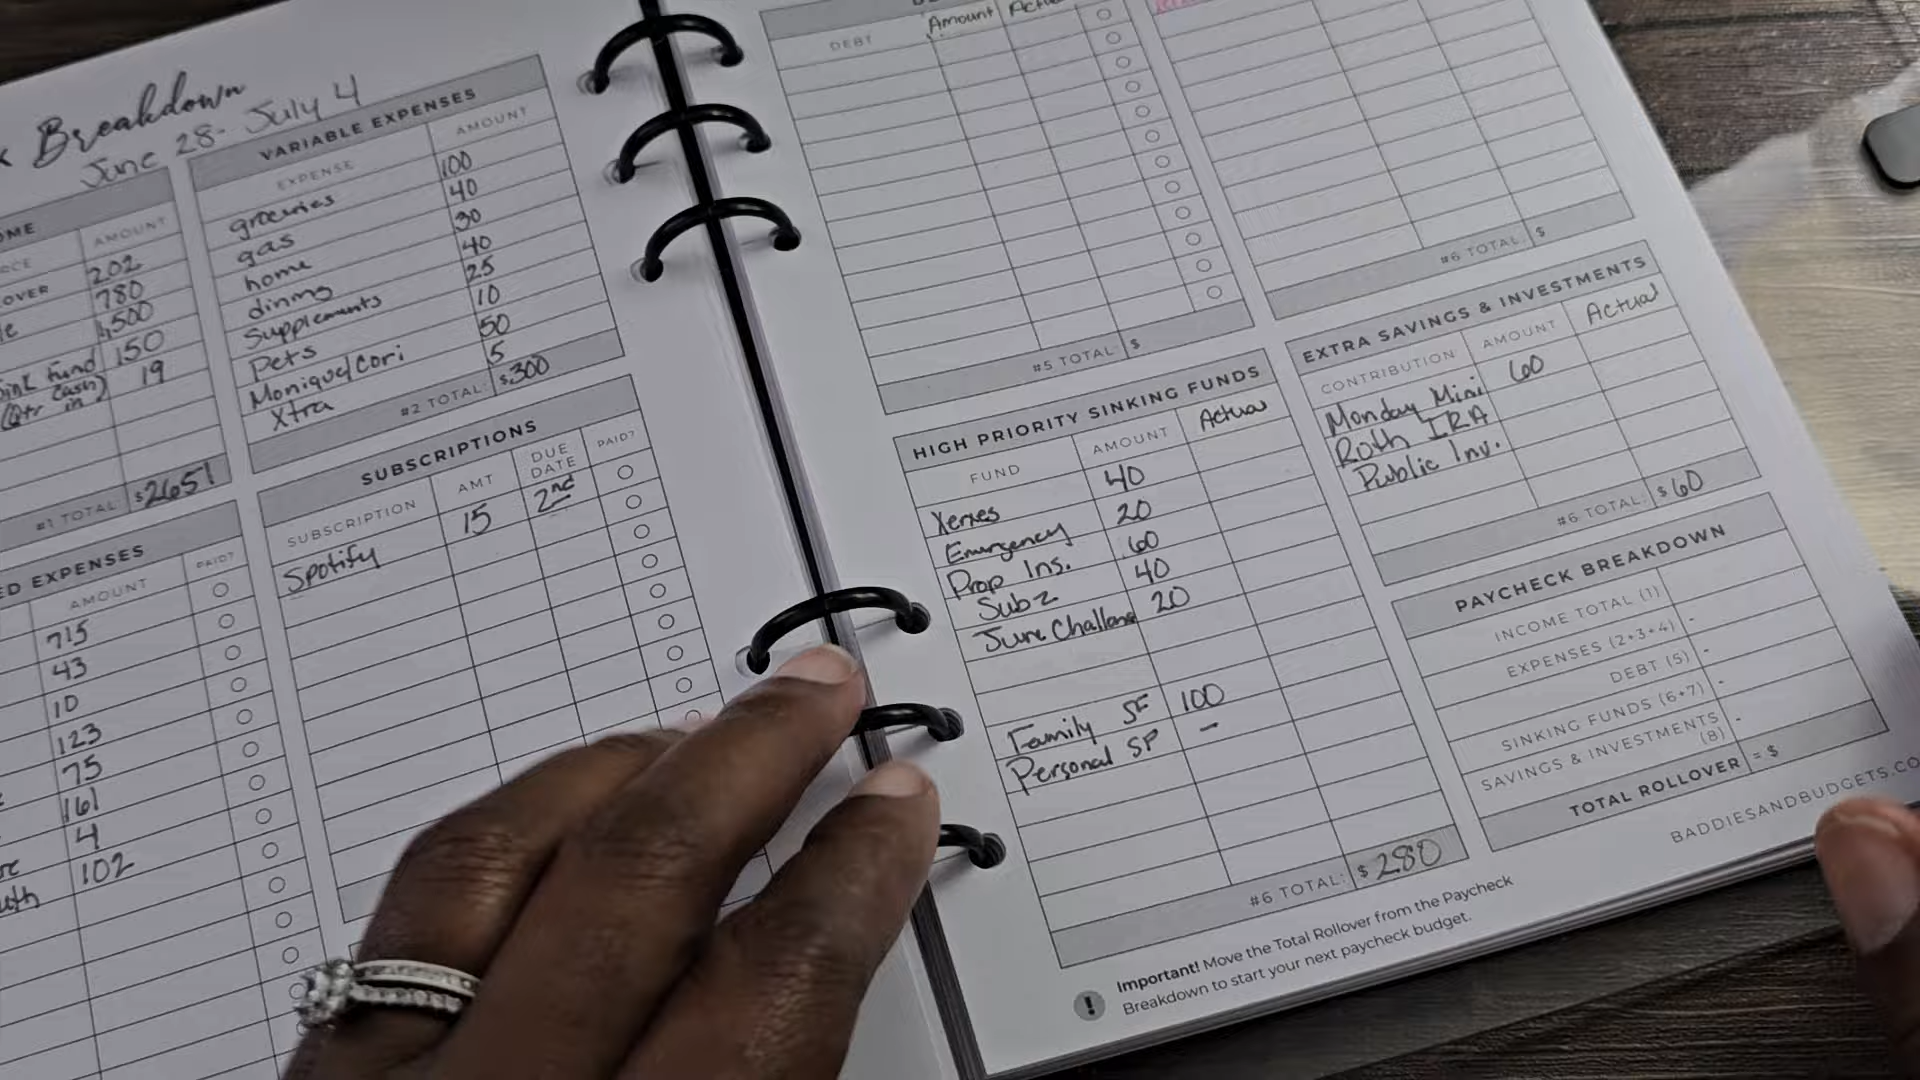 Breakdown
June 28- July 4
AMOUNT
202
780
1,500
Fund 150
(Qtr cash in) 19
#1 TOTAL: $2651
VARIABLE EXPENSES
EXPENSE AMOUNT
groceries 100
gas 40
home 30
dining 40
Supplements 25
Pets 10
Monique/Cori 50
Xtra 5
#2 TOTAL: $300
SUBSCRIPTIONS
SUBSCRIPTION AMT DUE DATE PAID?
Spotify 15 2nd
EXPENSES
AMOUNT PAID?
715
43
10
123
75
161
4
102
DEBT Amount
#5 TOTAL: $
HIGH PRIORITY SINKING FUNDS
FUND AMOUNT Actual
Xerxes 40
Emergency 20
Prop Ins. 60
Subz 40
June Challenge 20
Family SF 100
Personal SP –
#6 TOTAL: $280
Important! Move the Total Rollover from the Paycheck
Breakdown to start your next paycheck budget.
#6 TOTAL: $
EXTRA SAVINGS & INVESTMENTS
CONTRIBUTION AMOUNT Actual
Monday Mini 60
Roth IRA
Public Inv.
#6 TOTAL: $60
PAYCHECK BREAKDOWN
INCOME TOTAL (1)
EXPENSES (2+3+4) -
DEBT (5) -
SINKING FUNDS (6+7) -
SAVINGS & INVESTMENTS (8) -
TOTAL ROLLOVER = $